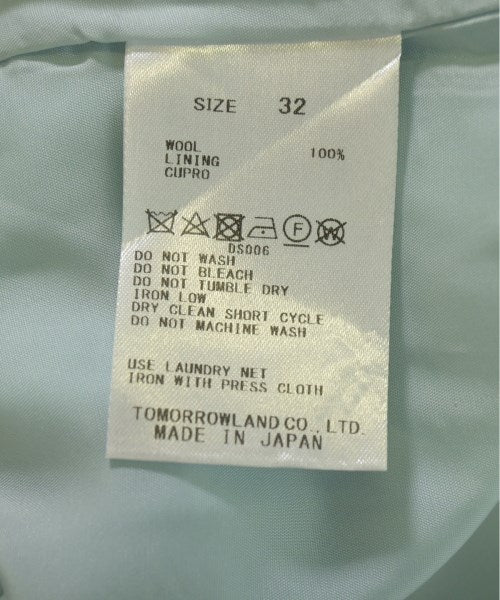 SIZE 32
WOOL 100%
LINING
CUPRO
F W
DS006
DO NOT WASH
DO NOT BLEACH
DO NOT TUMBLE DRY
IRON LOW
DRY CLEAN SHORT CYCLE
DO NOT MACHINE WASH
USE LAUNDRY NET
IRON WITH PRESS CLOTH
TOMORROWLAND CO., LTD.
MADE IN JAPAN